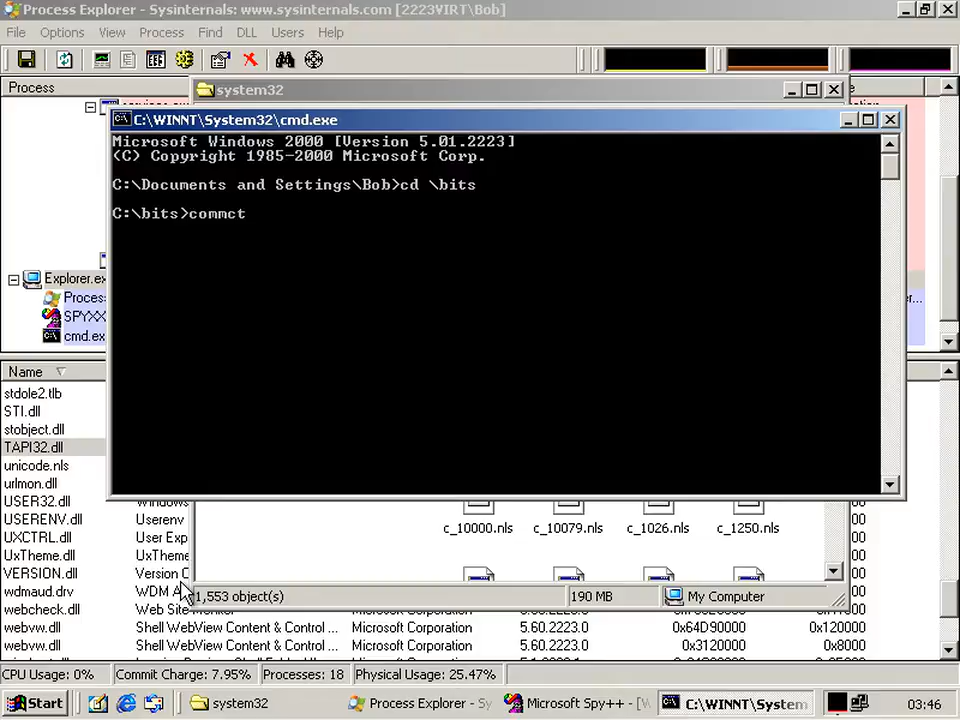 Process Explorer - Sysinternals: www.sysinternals.com [2223VIRT\Bob]
File Options View Process Find DLL Users Help
Process
system32
C:\WINNT\System32\cmd.exe
Microsoft Windows 2000 [Version 5.01.2223]
(C) Copyright 1985-2000 Microsoft Corp.
C:\Documents and Settings\Bob>cd \bits
C:\bits>commct
Explorer.ex
Proces
SPYXX
cmd.ex
Name
stdole2.tlb
STI.dll
stobject.dll
TAPI32.dll
unicode.nls
urlmon.dll
USER32.dll Windows
USERENV.dll Userenv
UXCTRL.dll User Exp
UxTheme.dll UxTheme
VERSION.dll Version C
wdmaud.drv WDM A
webcheck.dll Web Site
webvw.dll Shell WebView Content & Control ... Microsoft Corporation 5.60.2223.0 0x64D90000 0x120000
webvw.dll Shell WebView Content & Control ... Microsoft Corporation 5.60.2223.0 0x3120000 0x8000
c_10000.nls c_10079.nls c_1026.nls c_1250.nls
1,553 object(s) 190 MB My Computer
CPU Usage: 0% Commit Charge: 7.95% Processes: 18 Physical Usage: 25.47%
Start system32 Process Explorer - Sy... Microsoft Spy++ - [W C:\WINNT\System 03:46